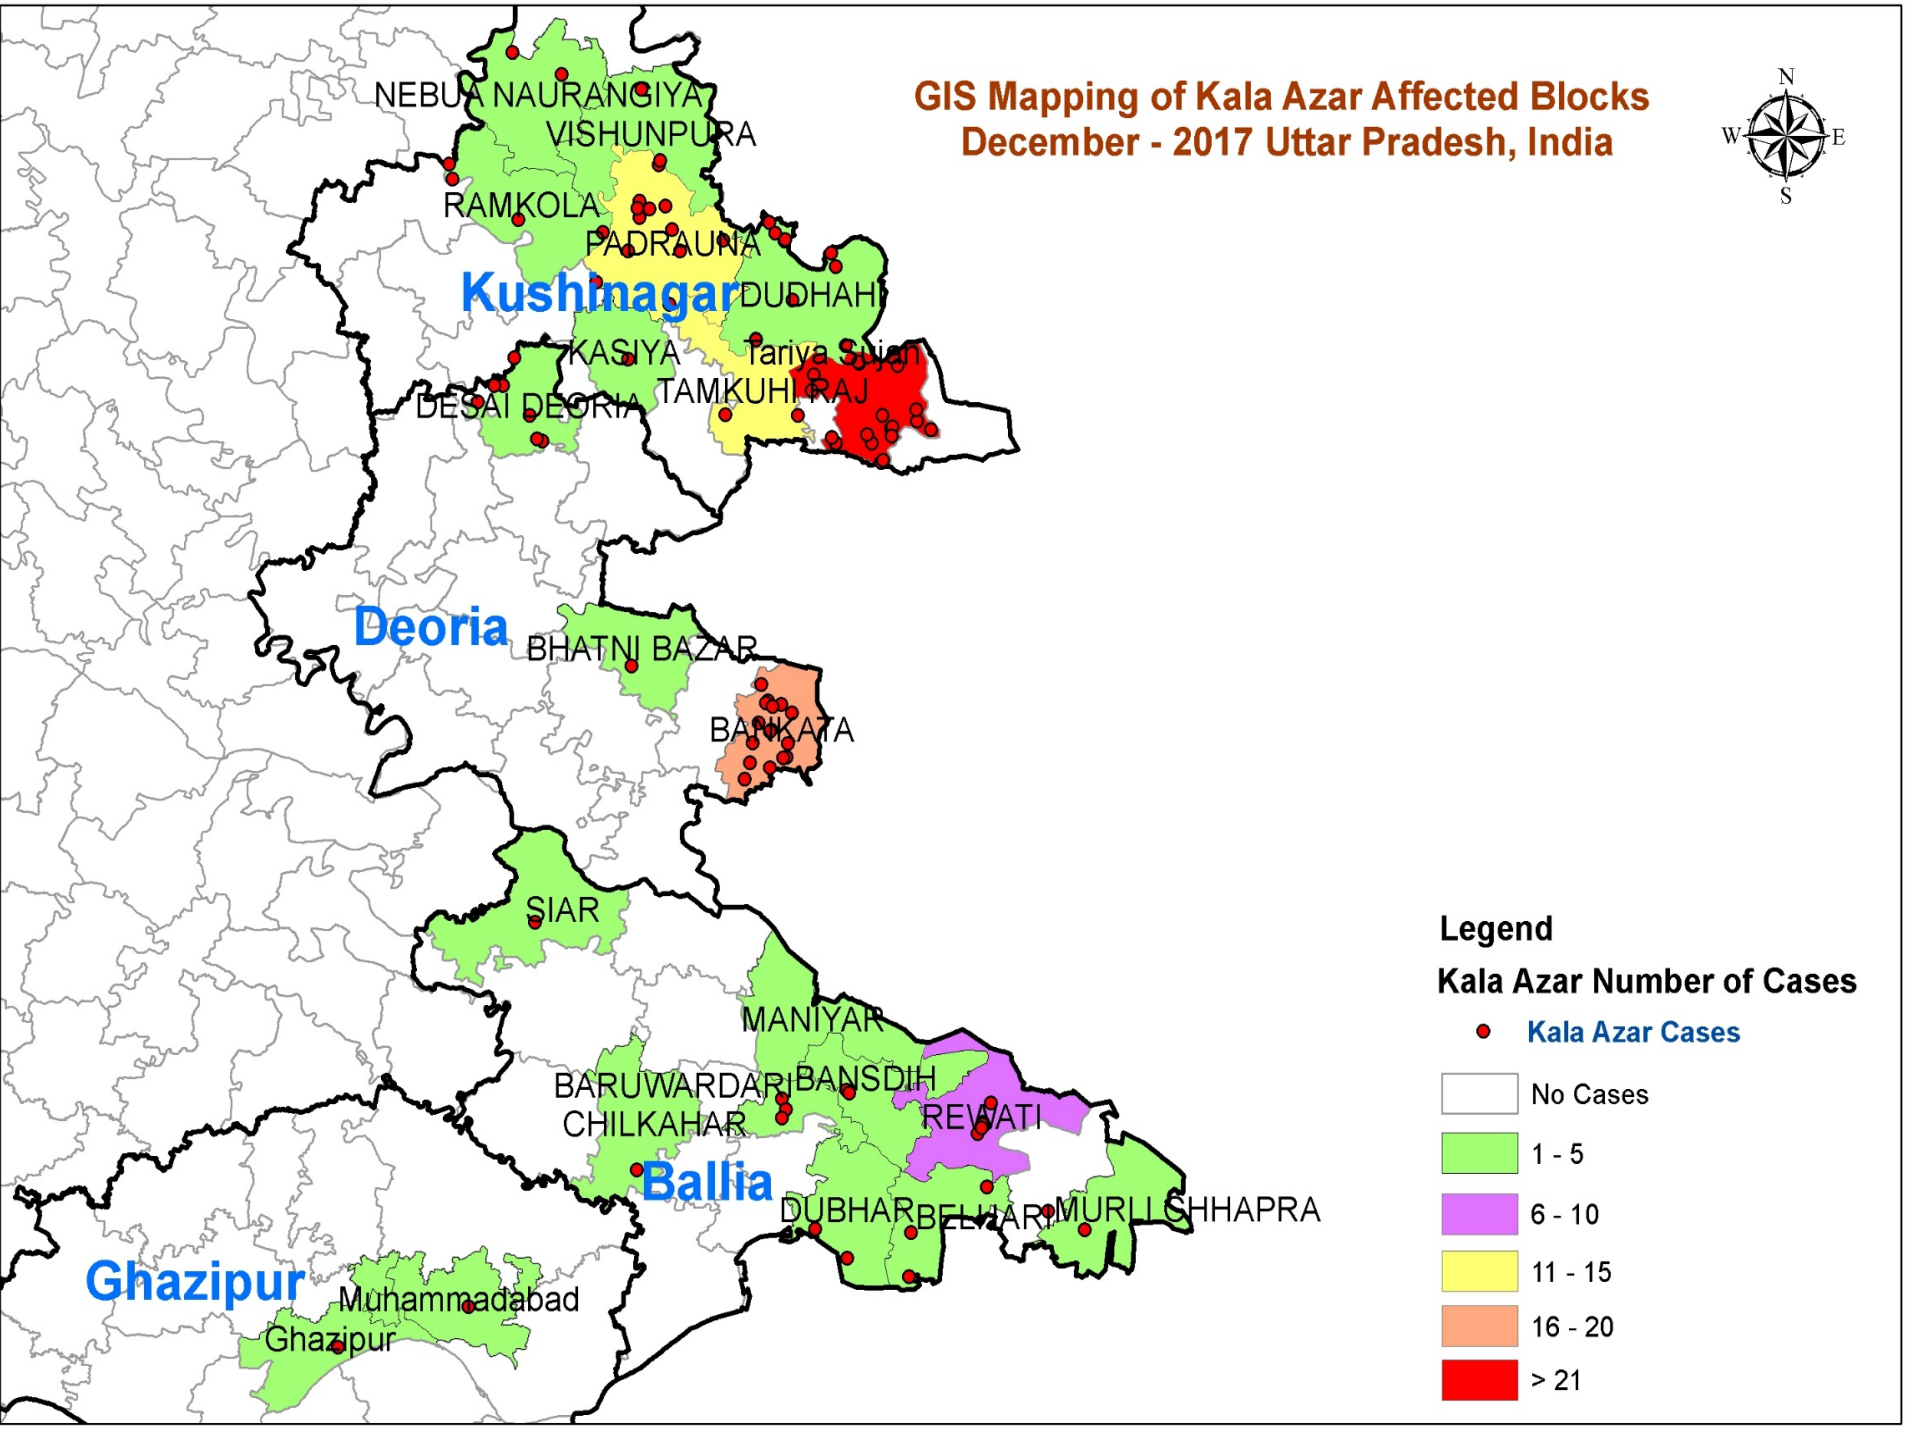 GIS Mapping of Kala Azar Affected Blocks
December - 2017 Uttar Pradesh, India
N
W E
S
NEBUA NAURANGIYA
VISHUNPURA
RAMKOLA
PADRAUNA
Kushinagar
DUDHAHI
KASIYA
Tariya Sujan
TAMKUHI RAJ
DESAI DEORIA
Deoria
BHATNI BAZAR
BANKATA
SIAR
MANIYAR
BARUWARDARI
BANSDIH
CHILKAHAR
REWATI
Ballia
DUBHAR
BELHARI
MURLI CHHAPRA
Ghazipur
Muhammadabad
Ghazipur
Legend
Kala Azar Number of Cases
Kala Azar Cases
No Cases
1 - 5
6 - 10
11 - 15
16 - 20
> 21